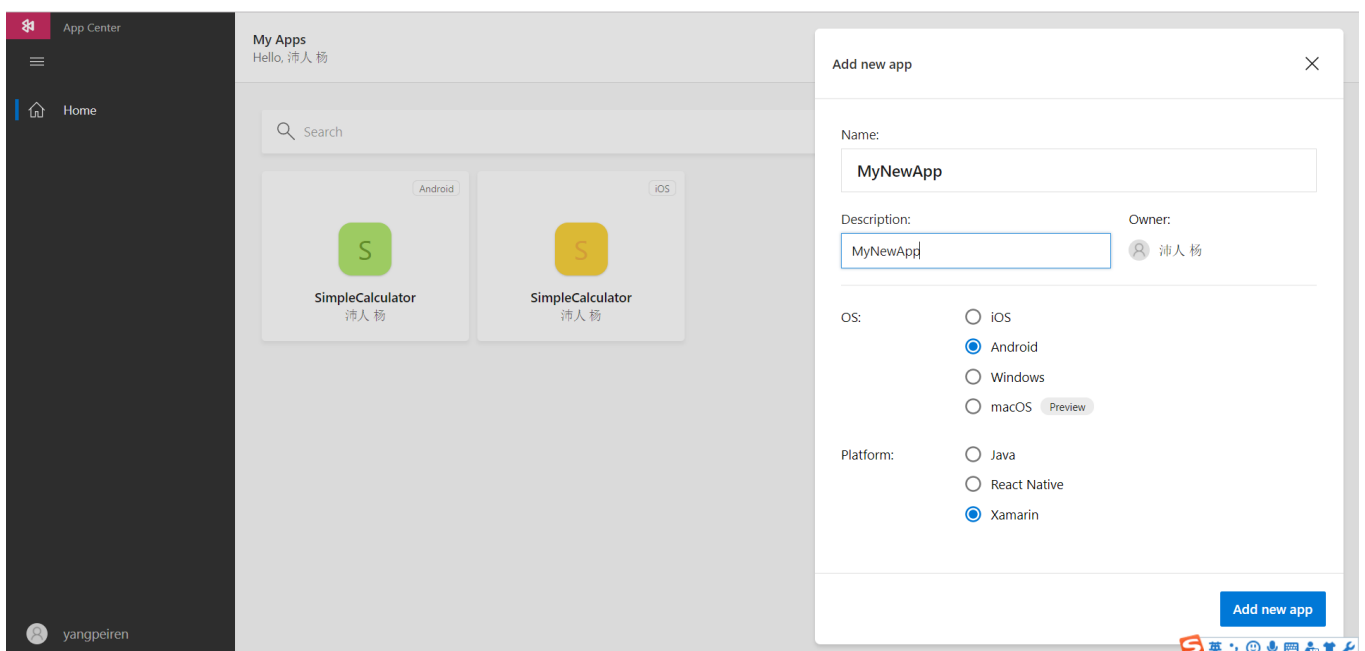 App Center
Home
yangpeiren
My Apps
Hello, 沛人 杨
Search
Android
S
SimpleCalculator
沛人 杨
iOS
S
SimpleCalculator
沛人 杨
Add new app
Name:
MyNewApp
Description:
MyNewApp
Owner:
沛人 杨
OS:
iOS
Android
Windows
macOS Preview
Platform:
Java
React Native
Xamarin
Add new app
S 英